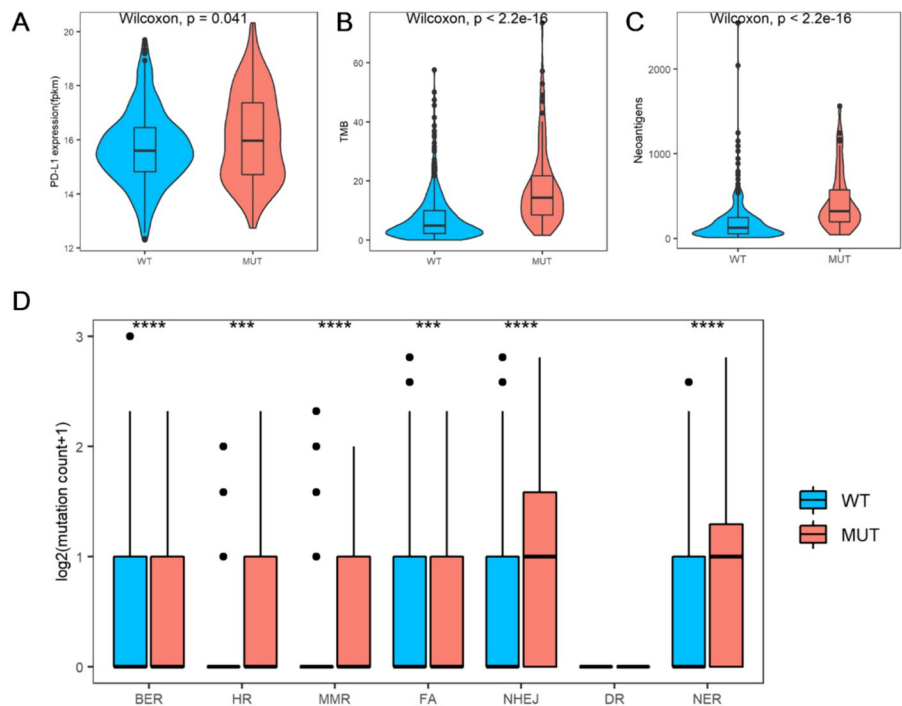 A
Wilcoxon, p = 0.041
PD-L1 expression(fpkm)
20
18
16
14
12
WT
MUT
B
Wilcoxon, p < 2.2e-16
TMB
60
40
20
0
WT
MUT
C
Wilcoxon, p < 2.2e-16
Neoantigens
2000
1000
0
WT
MUT
D
**** *** **** *** **** ****
log2(mutation count+1)
3
2
1
0
BER HR MMR FA NHEJ DR NER
WT
MUT